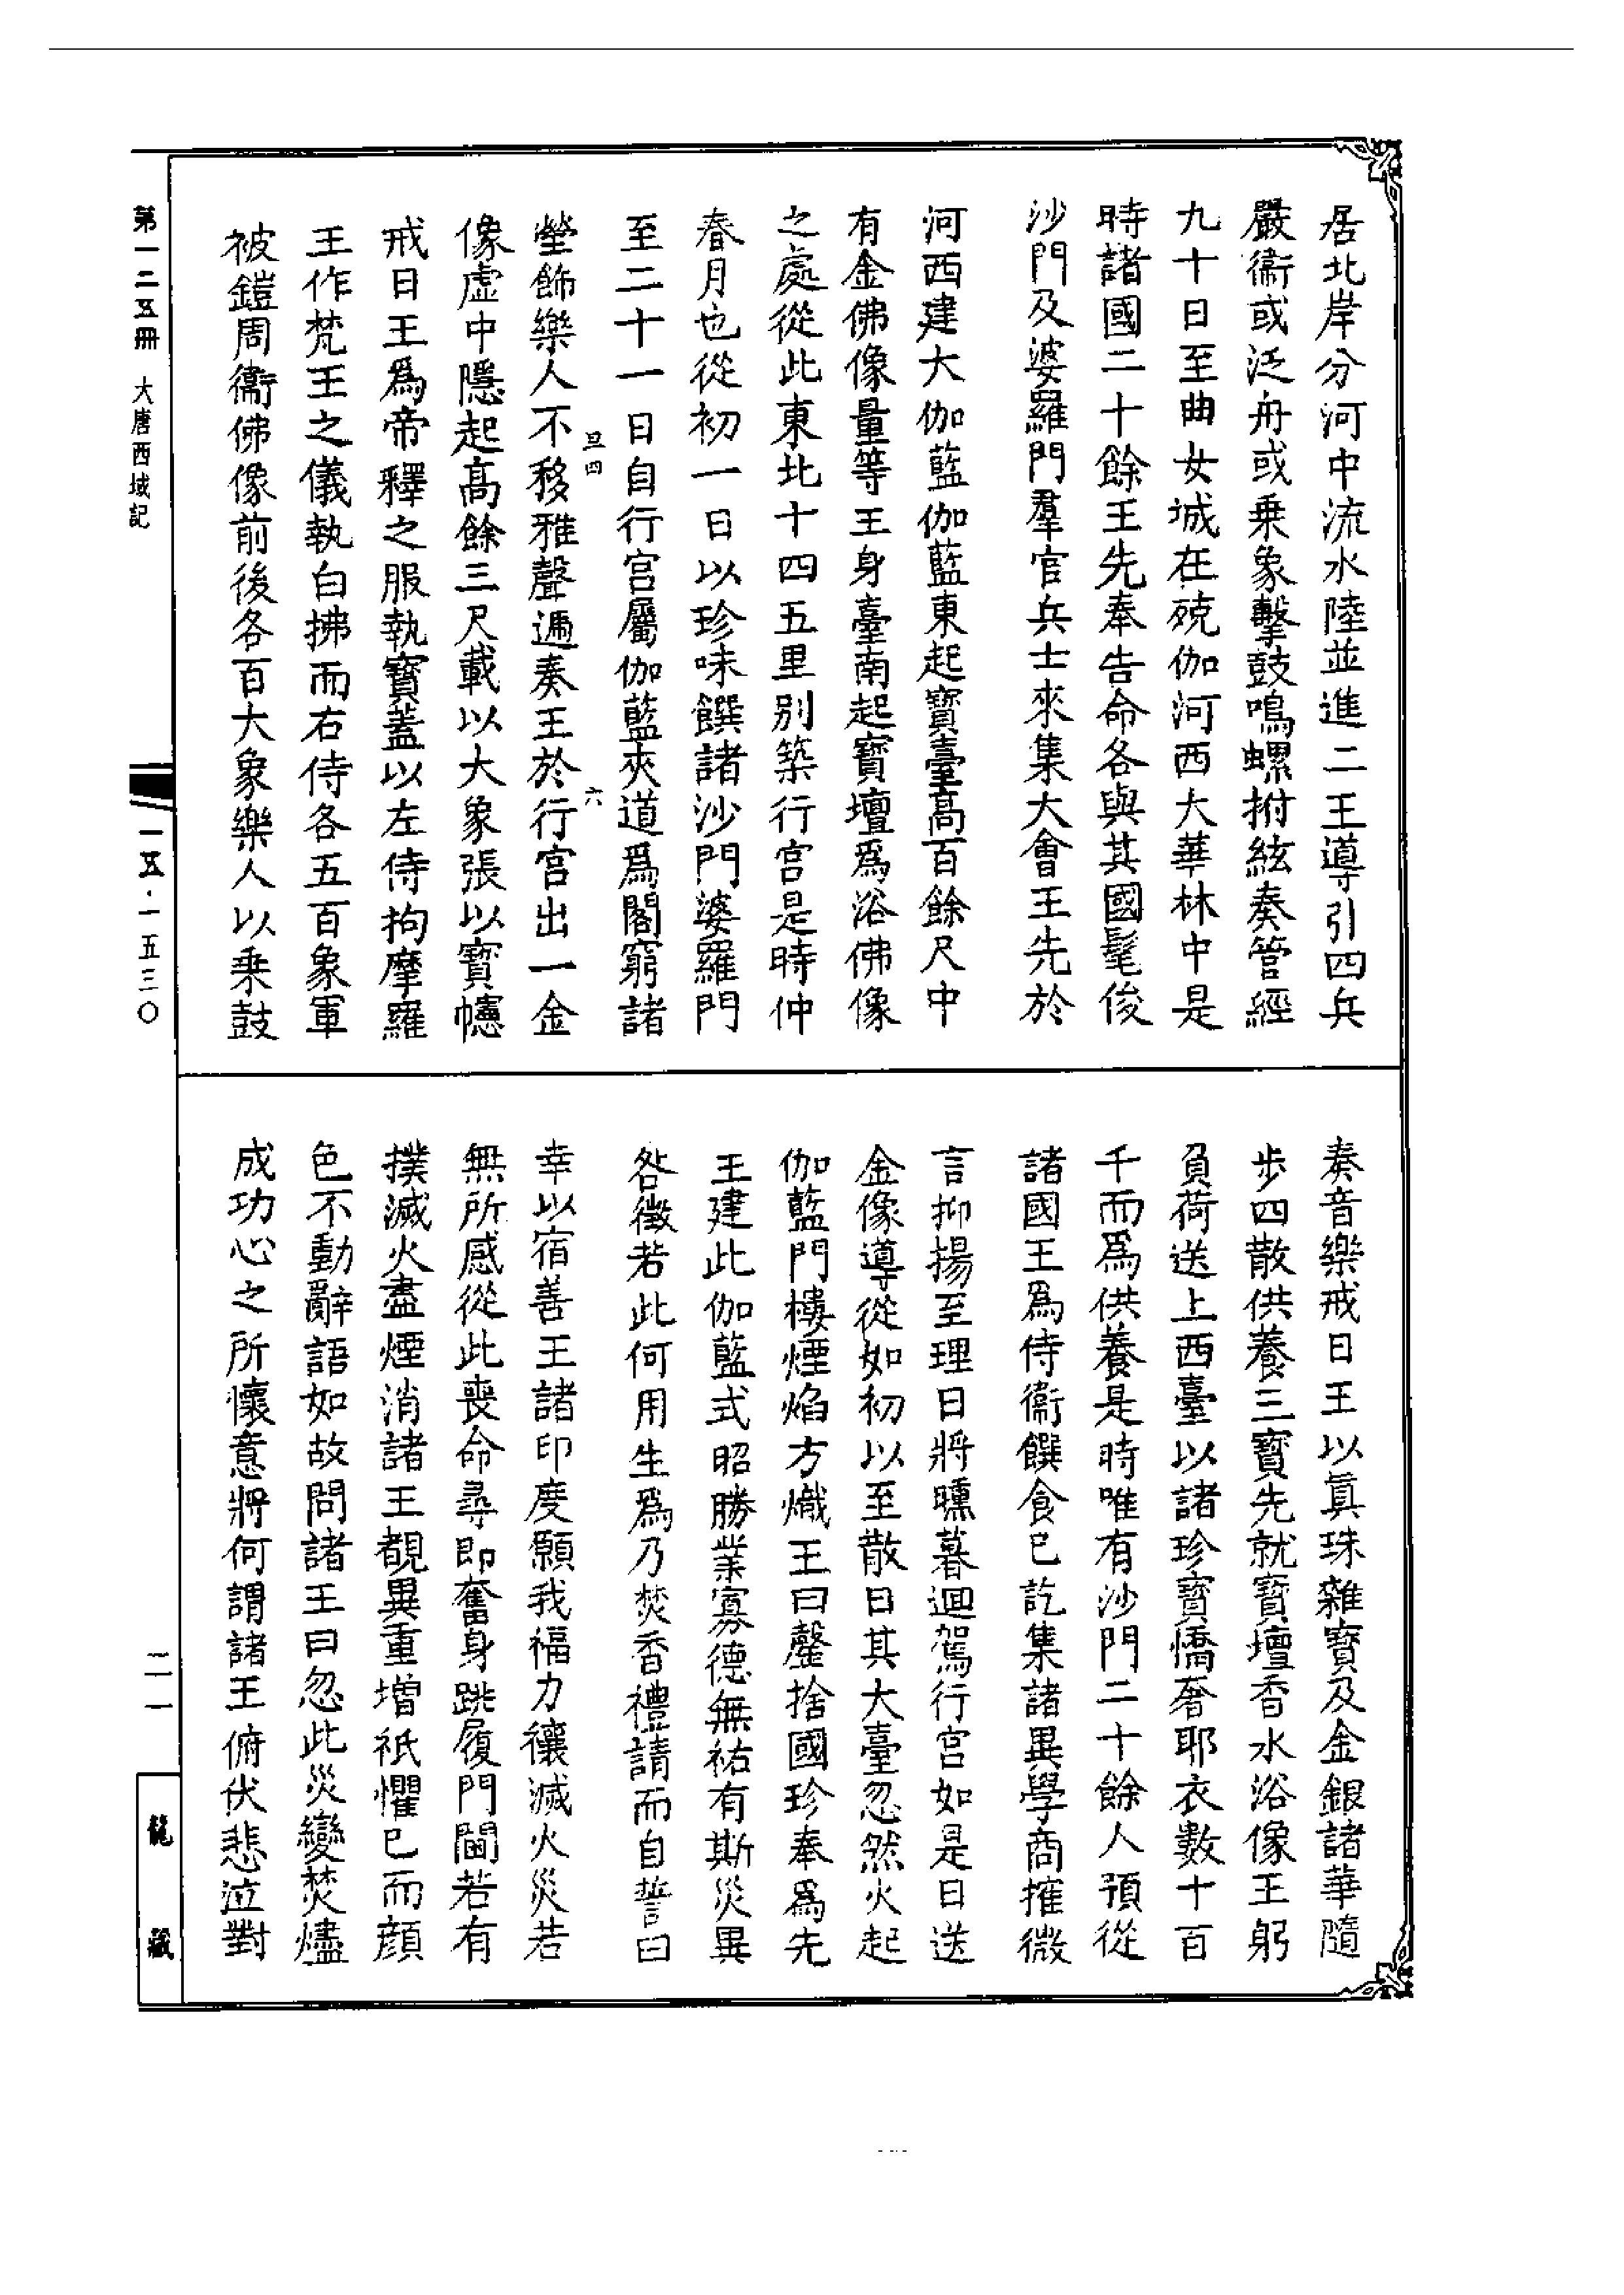 居北岸分河中流水陸並進二王導引四兵
嚴衞或泛舟或乗象擊鼓鳴螺拊絃奏管經
九十日至曲女城在殑伽河西大華林中是
時諸國二十餘王先奉告命各與其國髦俊
沙門及婆羅門羣官兵士來集大會王先於
河西建大伽藍伽藍東起寶臺高百餘尺中
有金佛像量等王身臺南起寶壇爲浴佛像
之處從此東北十四五里別築行宮是時仲
春月也從初一日以珍味饌諸沙門婆羅門
至二十一日自行宮屬伽藍夾道爲閣窮諸
旦四
六
瑩飾樂人不移雅聲遞奏王於行宮出一金
像虛中隱起高餘三尺載以大象張以寶幰
戒日王爲帝釋之服執寶蓋以左侍拘摩羅
王作梵王之儀執白拂而右侍各五百象軍
被鎧周衞佛像前後各百大象樂人以乗鼓
奏音樂戒日王以眞珠雜寶及金銀諸華隨
步四散供養三寶先就寶壇香水浴像王躬
負荷送上西臺以諸珍寶憍奢耶衣數十百
千而爲供養是時唯有沙門二十餘人預從
諸國王爲侍衞饌食已訖集諸異學商搉微
言抑揚至理日將曛暮迴駕行宮如是日送
金像導從如初以至散日其大臺忽然火起
伽藍門樓煙焰方熾王曰罄捨國珍奉爲先
王建此伽藍式昭勝業寡德無祐有斯災異
咎徵若此何用生爲乃焚香禮請而自誓曰
幸以宿善王諸印度願我福力禳滅火災若
無所感從此喪命尋即奮身跳履門閫若有
撲滅火盡煙消諸王覩異重增祇懼已而顔
色不動辭語如故問諸王曰忽此災變焚燼
成功心之所懷意將何謂諸王俯伏悲泣對
第一二五冊 大唐西域記
一五·一五三〇
二一
龍藏